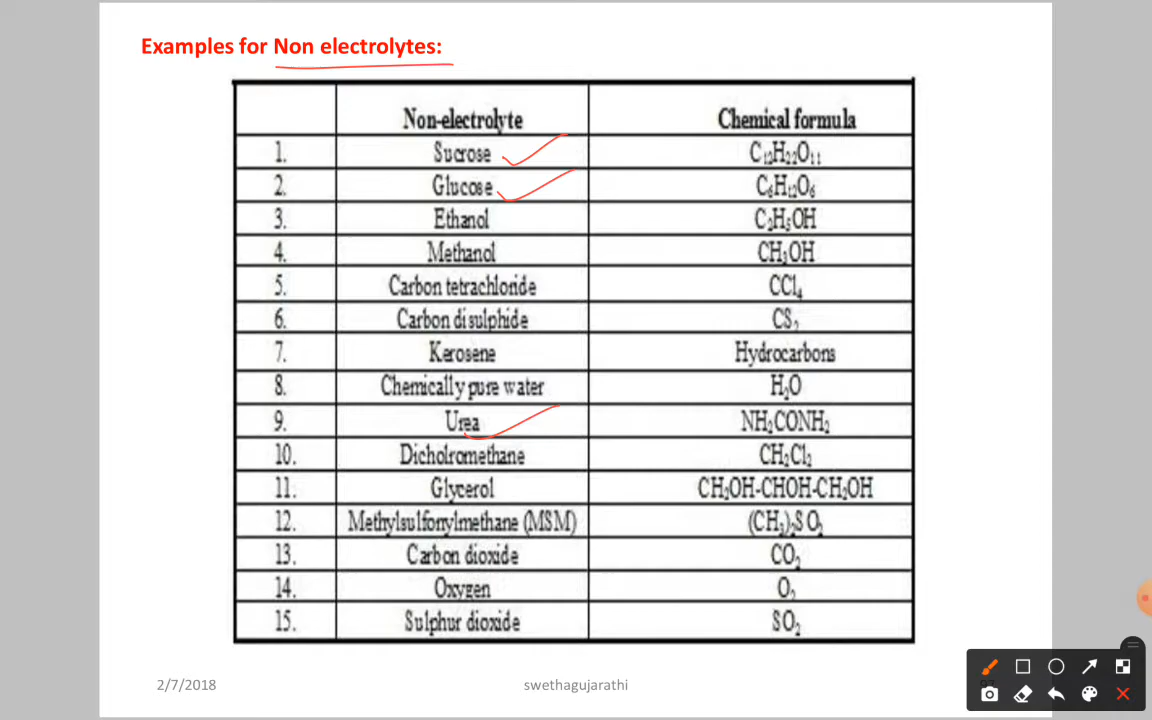 Examples for Non electrolytes:
Non-electrolyte Chemical formula
1. Sucrose C₁₂H₂₂O₁₁
2. Glucose C₆H₁₂O₆
3. Ethanol C₂H₅OH
4. Methanol CH₃OH
5. Carbon tetrachloride CCl₄
6. Carbon disulphide CS₂
7. Kerosene Hydrocarbons
8. Chemically pure water H₂O
9. Urea NH₂CONH₂
10. Dicholromethane CH₂Cl₂
11. Glycerol CH₂OH-CHOH-CH₂OH
12. Methylsulfonylmethane (MSM) (CH₃)₂SO₂
13. Carbon dioxide CO₂
14. Oxygen O₂
15. Sulphur dioxide SO₂
2/7/2018 swethagujarathi